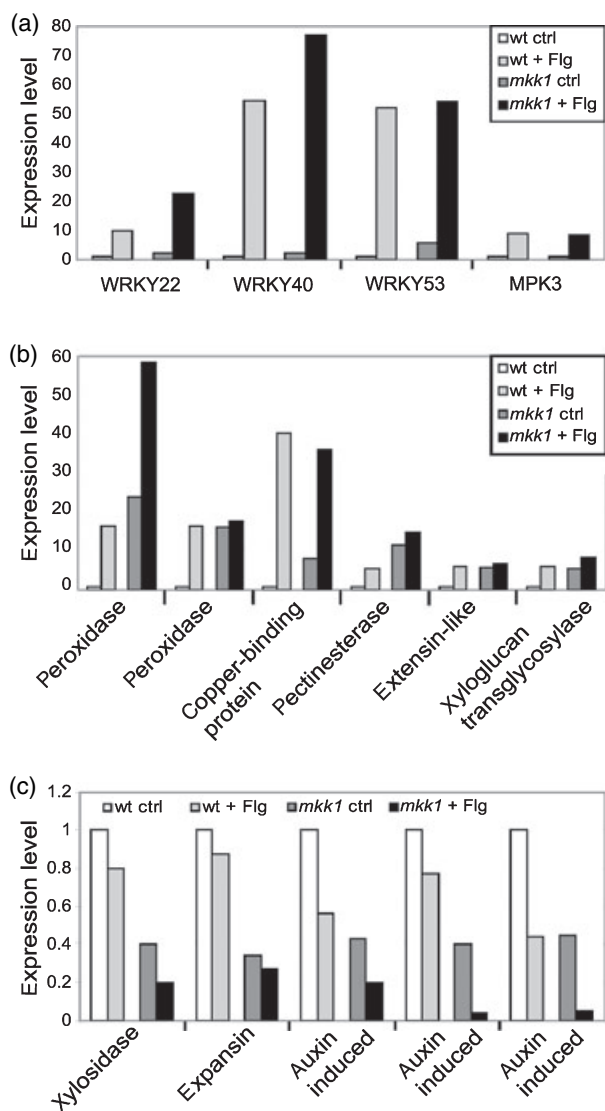 (a)
Expression level
80
70
60
50
40
30
20
10
0
wt ctrl
wt + Flg
mkk1 ctrl
mkk1 + Flg
WRKY22 WRKY40 WRKY53 MPK3
(b)
Expression level
60
50
40
30
20
10
0
wt ctrl
wt + Flg
mkk1 ctrl
mkk1 + Flg
Peroxidase
Peroxidase
Copper-binding
protein
Pectinesterase
Extensin-like
Xyloglucan
transglycosylase
(c)
Expression level
1.2
1
0.8
0.6
0.4
0.2
0
wt ctrl wt + Flg mkk1 ctrl mkk1 + Flg
Xylosidase
Expansin
Auxin
induced
Auxin
induced
Auxin
induced